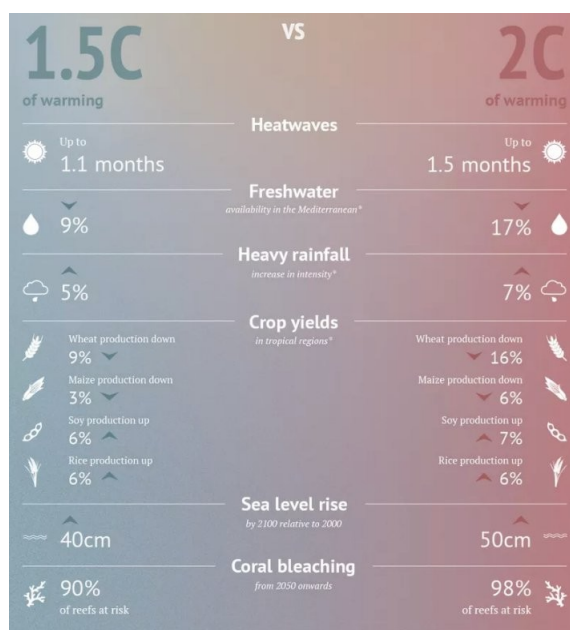 1.5C VS 2C
of warming of warming
Heatwaves
Up to Up to
1.1 months 1.5 months
Freshwater
availability in the Mediterranean*
9% 17%
Heavy rainfall
increase in intensity*
5% 7%
Crop yields
in tropical regions*
Wheat production down Wheat production down
9% 16%
Maize production down Maize production down
3% 6%
Soy production up Soy production up
6% 7%
Rice production up Rice production up
6% 6%
Sea level rise
by 2100 relative to 2000
40cm 50cm
Coral bleaching
from 2050 onwards
90% 98%
of reefs at risk of reefs at risk